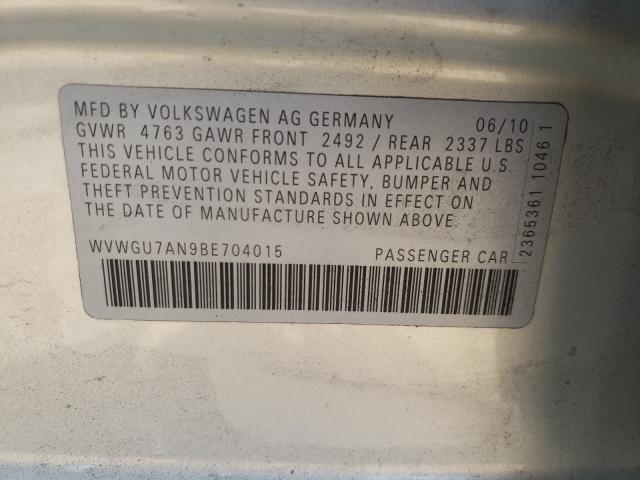 MFD BY VOLKSWAGEN AG GERMANY 06/10
GVWR 4763 GAWR FRONT 2492 / REAR 2337 LBS
THIS VEHICLE CONFORMS TO ALL APPLICABLE U.S.
FEDERAL MOTOR VEHICLE SAFETY, BUMPER AND
THEFT PREVENTION STANDARDS IN EFFECT ON
THE DATE OF MANUFACTURE SHOWN ABOVE.
WVWGU7AN9BE704015 PASSENGER CAR
2365361 1046 1